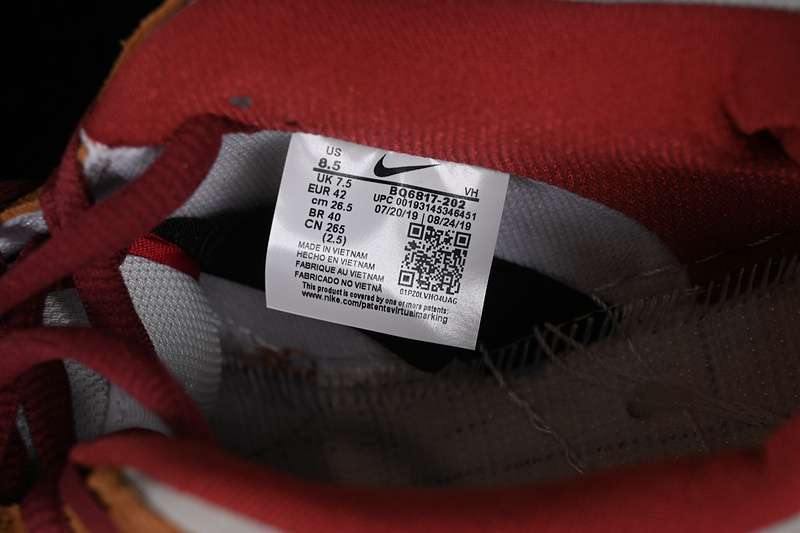 US
8.5
UK 7.5
EUR 42
cm 26.5
BR 40
CN 265
(2.5)
VH
BQ6817-202
UPC 00193145346451
07/20/19 | 08/24/19
MADE IN VIETNAM
HECHO EN VIETNAM
FABRIQUE AU VIETNAM
FABRICADO NO VIETNÃ
01PZ0LVHO4UAG
This product is covered by one or more patents:
www.nike.com/patentevirtualmarking